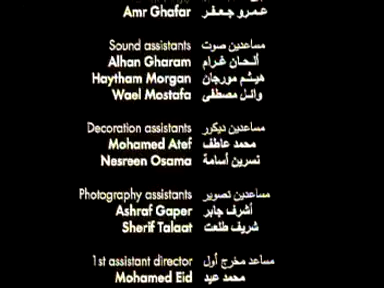 Amr Ghafar عمرو جعفر
Sound assistants مساعدين صوت
Alhan Gharam ألحان غرام
Haytham Morgan هيثم مورجان
Wael Mostafa وائل مصطفى
Decoration assistants مساعدين ديكور
Mohamed Atef محمد عاطف
Nesreen Osama نسرين أسامة
Photography assistants مساعدين تصوير
Ashraf Gaper أشرف جابر
Sherif Talaat شريف طلعت
1st assistant director مساعد مخرج أول
Mohamed Eid محمد عيد